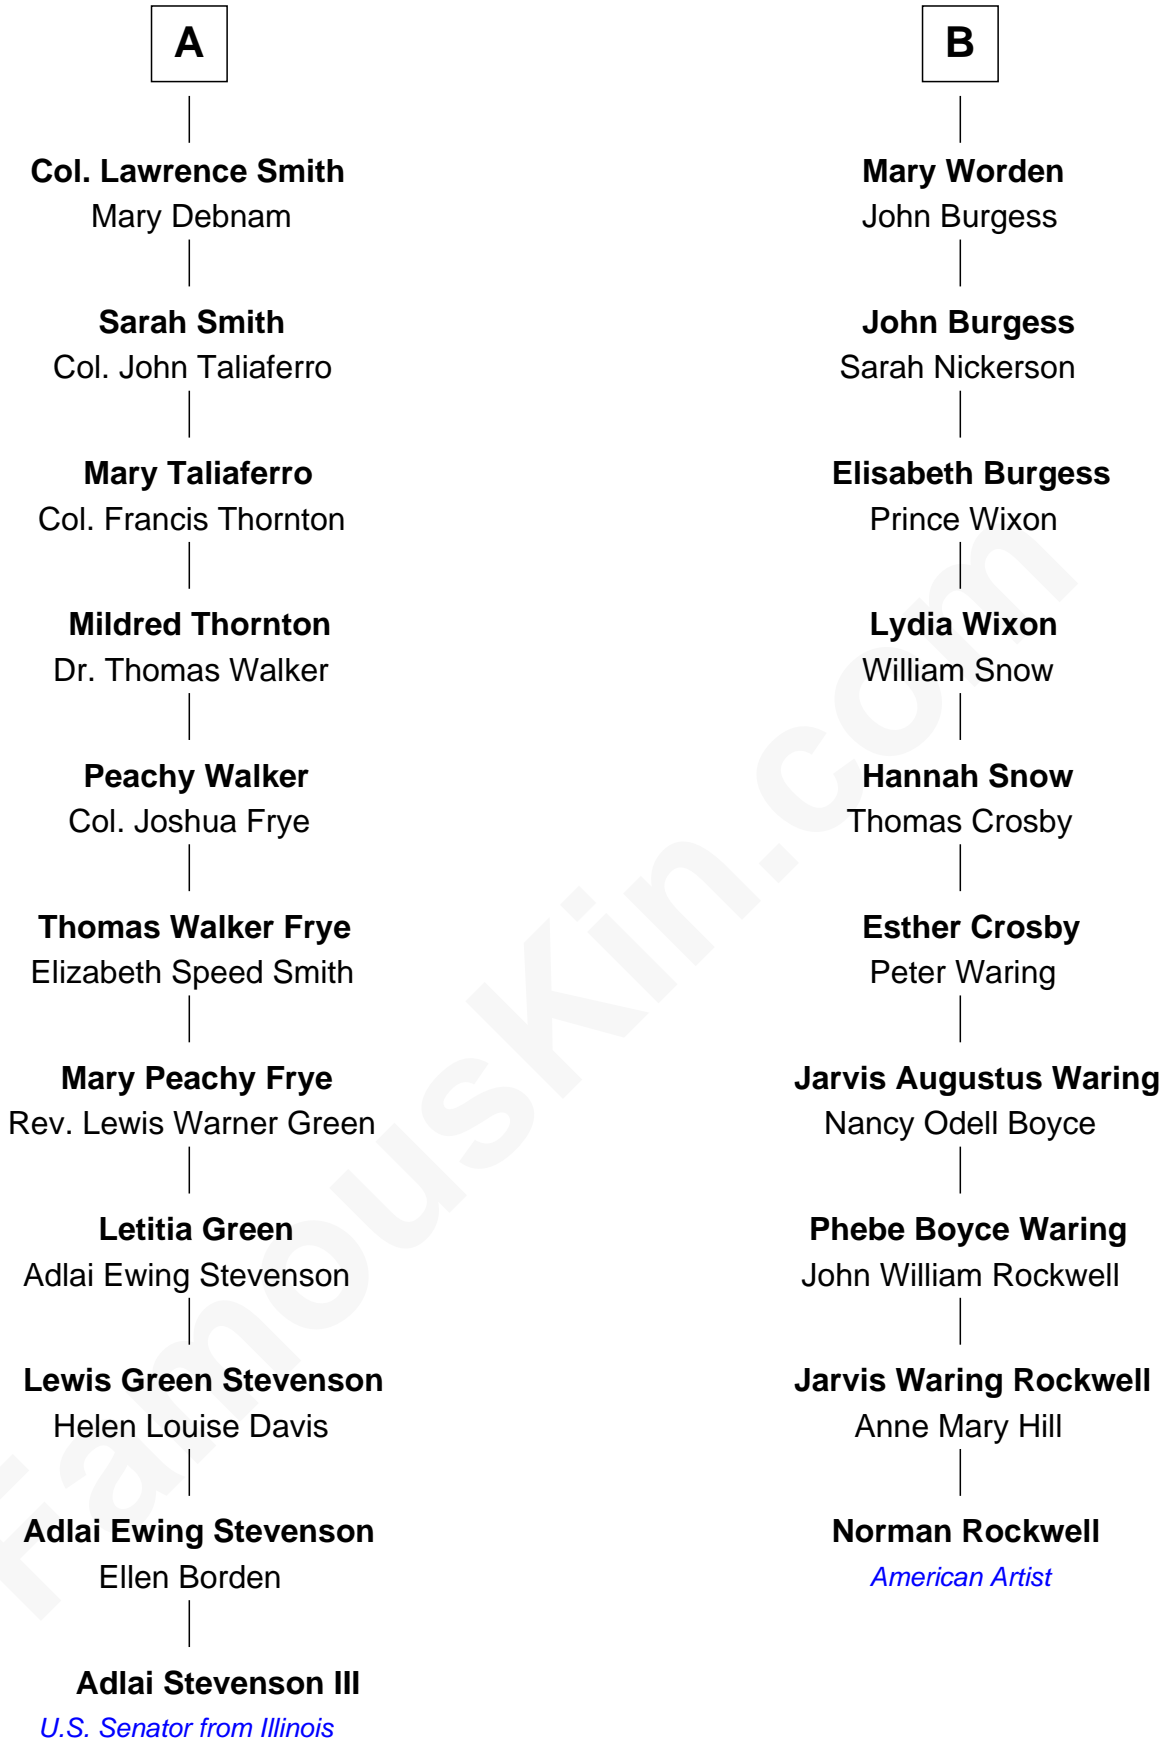 A
Col. Lawrence Smith
Mary Debnam
Sarah Smith
Col. John Taliaferro
Mary Taliaferro
Col. Francis Thornton
Mildred Thornton
Dr. Thomas Walker
Peachy Walker
Col. Joshua Frye
Thomas Walker Frye
Elizabeth Speed Smith
Mary Peachy Frye
Rev. Lewis Warner Green
Letitia Green
Adlai Ewing Stevenson
Lewis Green Stevenson
Helen Louise Davis
Adlai Ewing Stevenson
Ellen Borden
Adlai Stevenson III
U.S. Senator from Illinois
B
Mary Worden
John Burgess
John Burgess
Sarah Nickerson
Elisabeth Burgess
Prince Wixon
Lydia Wixon
William Snow
Hannah Snow
Thomas Crosby
Esther Crosby
Peter Waring
Jarvis Augustus Waring
Nancy Odell Boyce
Phebe Boyce Waring
John William Rockwell
Jarvis Waring Rockwell
Anne Mary Hill
Norman Rockwell
American Artist
FamousKin.com